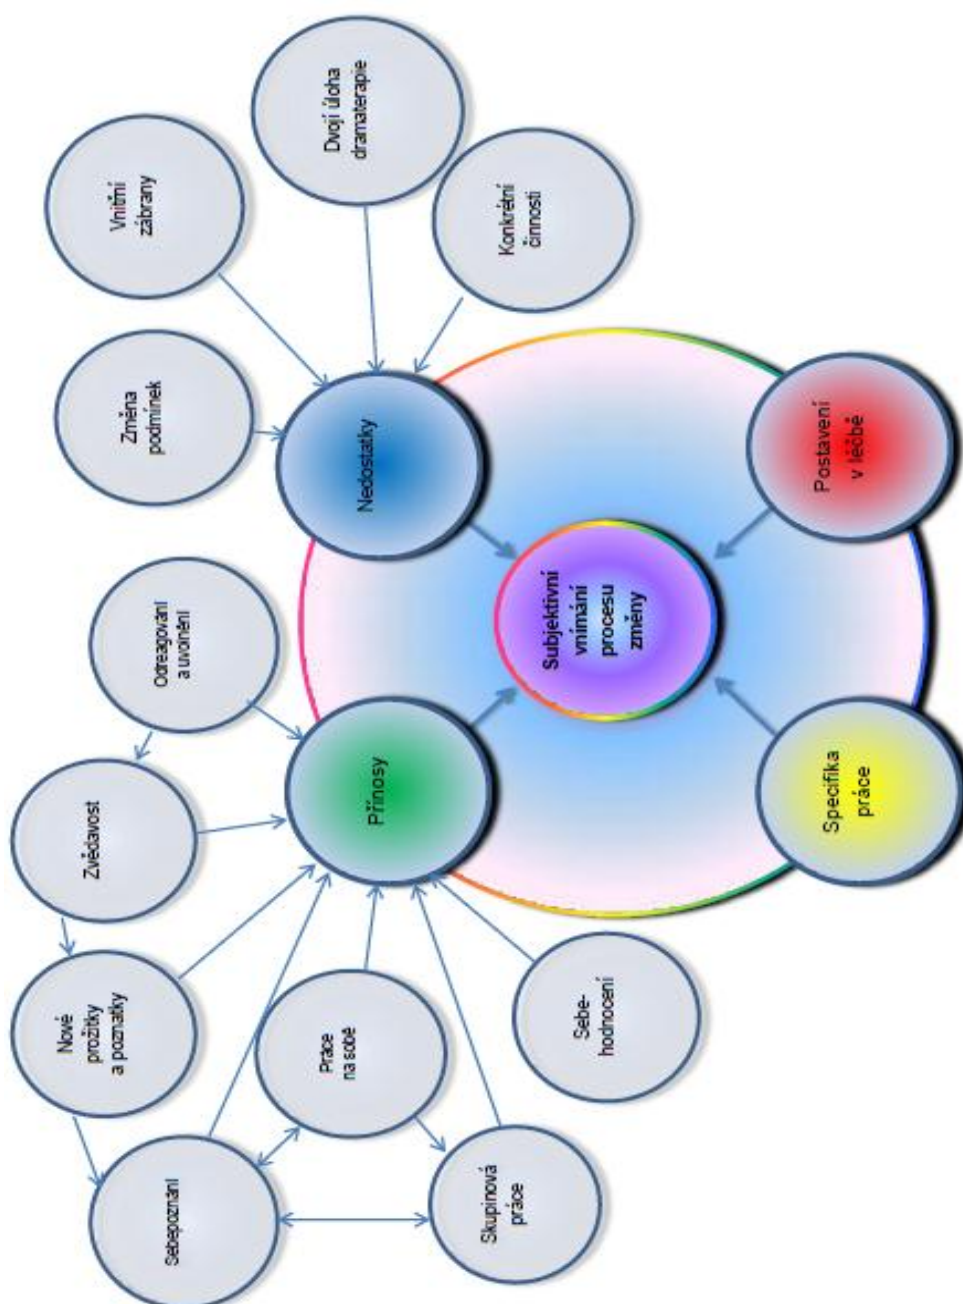 Nové
prožitky
a poznatky
Zvědavost
Vnitřní
zábrany
Změna
podmínek
Sebepoznání
Odreagování
a uvolnění
Dvojí úloha
dramaterapie
Práce
na sobě
Přínosy
Nedostatky
Konkrétní
činnosti
Skupinová
práce
Sebe-
hodnocení
Subjektivní
vnímání
procesu
změny
Specifika
práce
Postavení
v léčbě